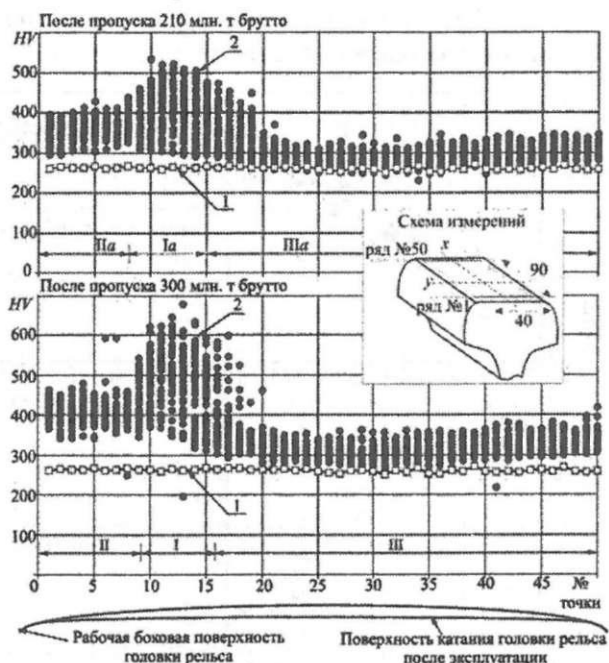 После пропуска 210 млн. т брутто
HV
2
500
400
300
200
1
100
0
IIa
Ia
IIIa
Схема измерений
ряд №50
x
90
y
ряд №1
40
После пропуска 300 млн. т брутто
HV
2
600
500
400
300
200
1
100
II
I
III
0 5 10 15 20 25 30 35 40 45 №
точки
Рабочая боковая поверхность
головки рельса
Поверхность катания головки рельса
после эксплуатации